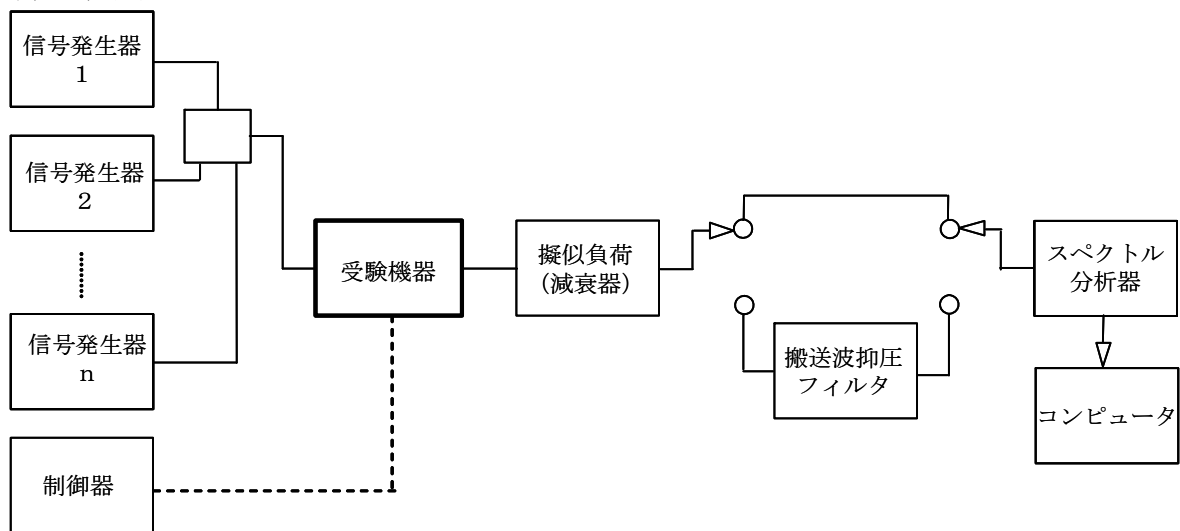 信号発生器
1
信号発生器
2
信号発生器
n
制御器
受験機器
擬似負荷
(減衰器)
搬送波抑圧
フィルタ
スペクトル
分析器
コンピュータ